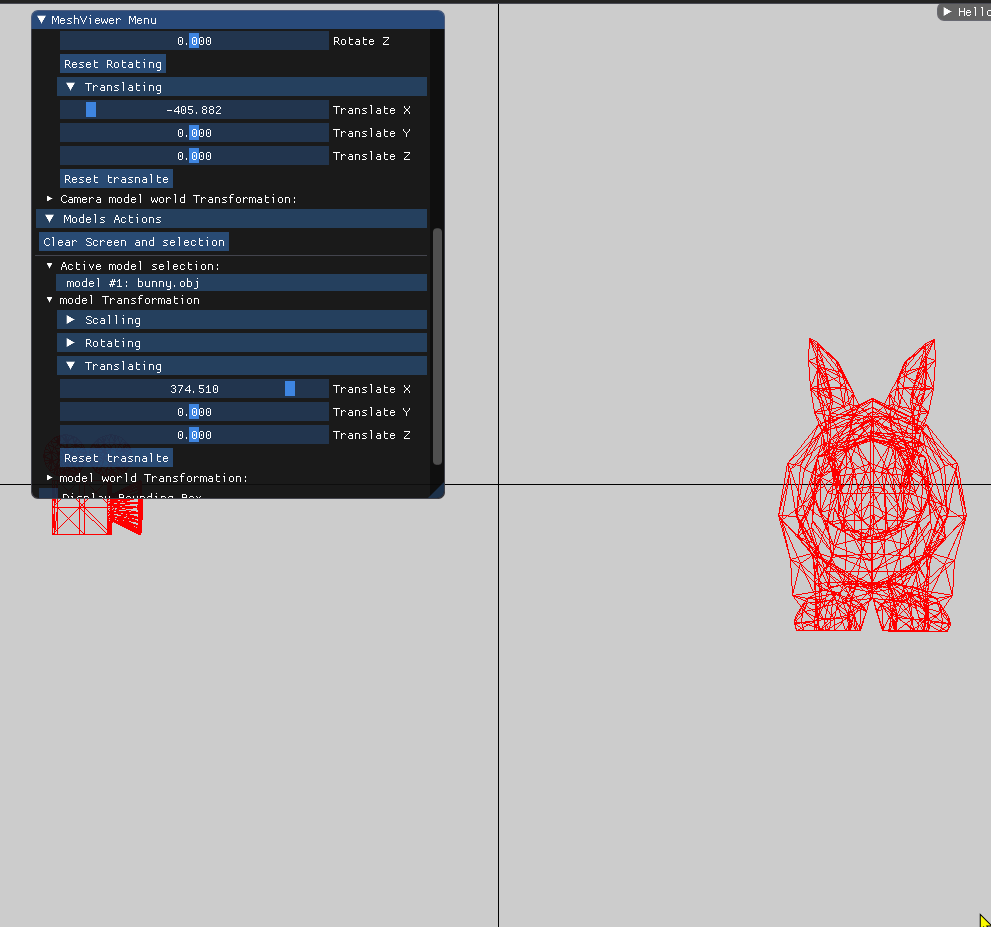 MeshViewer Menu
Hello
0.000 Rotate Z
Reset Rotating
Translating
-405.882 Translate X
0.000 Translate Y
0.000 Translate Z
Reset trasnalte
Camera model world Transformation:
Models Actions
Clear Screen and selection
Active model selection:
model #1: bunny.obj
model Transformation
Scalling
Rotating
Translating
374.510 Translate X
0.000 Translate Y
0.000 Translate Z
Reset trasnalte
model world Transformation:
Display Bounding Box